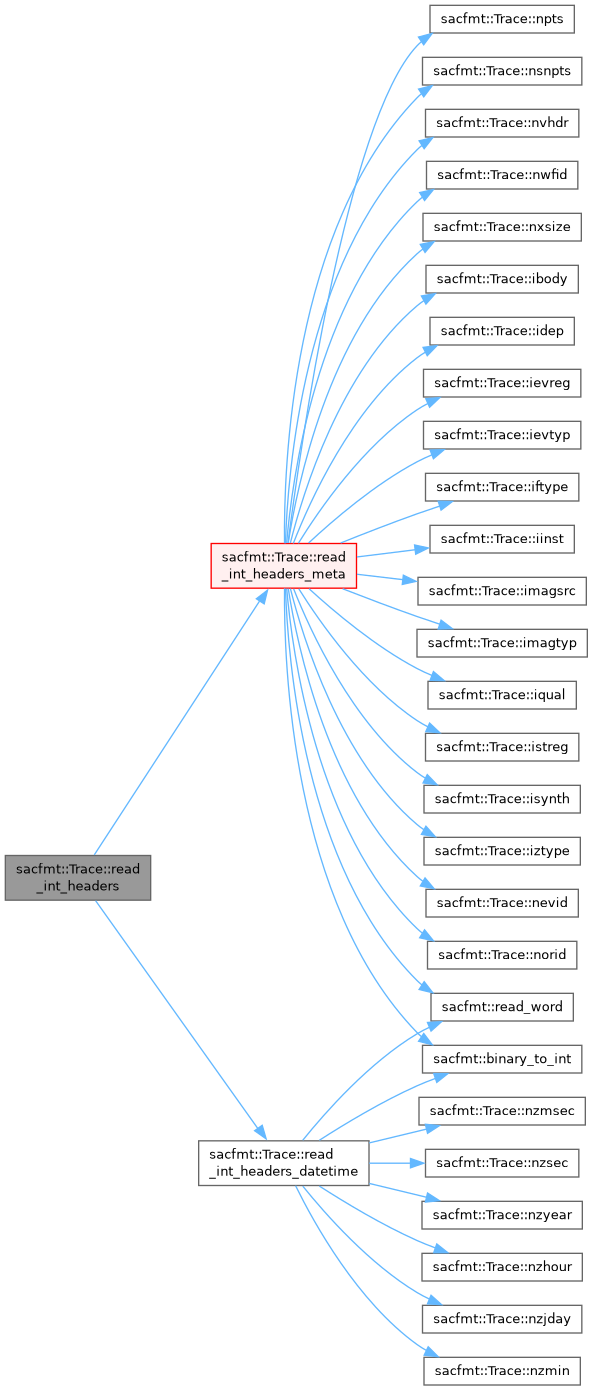 sacfmt::Trace::npts
sacfmt::Trace::nsnpts
sacfmt::Trace::nvhdr
sacfmt::Trace::nwfid
sacfmt::Trace::nxsize
sacfmt::Trace::ibody
sacfmt::Trace::idep
sacfmt::Trace::ievreg
sacfmt::Trace::ievtyp
sacfmt::Trace::iftype
sacfmt::Trace::iinst
sacfmt::Trace::read
_int_headers_meta
sacfmt::Trace::imagsrc
sacfmt::Trace::imagtyp
sacfmt::Trace::iqual
sacfmt::Trace::istreg
sacfmt::Trace::isynth
sacfmt::Trace::iztype
sacfmt::Trace::read
_int_headers
sacfmt::Trace::nevid
sacfmt::Trace::norid
sacfmt::read_word
sacfmt::binary_to_int
sacfmt::Trace::nzmsec
sacfmt::Trace::read
_int_headers_datetime
sacfmt::Trace::nzsec
sacfmt::Trace::nzyear
sacfmt::Trace::nzhour
sacfmt::Trace::nzjday
sacfmt::Trace::nzmin